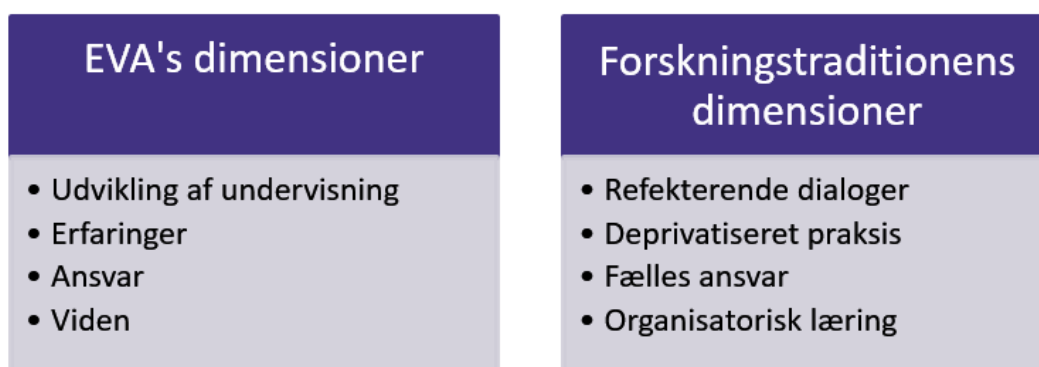 EVA's dimensioner
• Udvikling af undervisning
• Erfaringer
• Ansvar
• Viden
Forskningstraditionens
dimensioner
• Refekterende dialoger
• Deprivatiseret praksis
• Fælles ansvar
• Organisatorisk læring